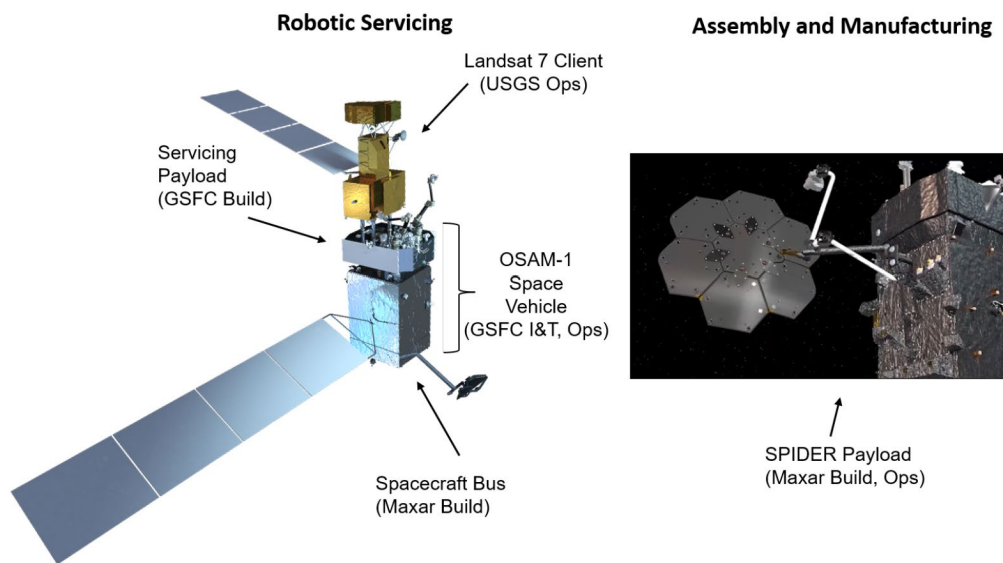 Robotic Servicing
Assembly and Manufacturing
Landsat 7 Client
(USGS Ops)
Servicing
Payload
(GSFC Build)
OSAM-1
Space
Vehicle
(GSFC I&T, Ops)
Spacecraft Bus
(Maxar Build)
SPIDER Payload
(Maxar Build, Ops)